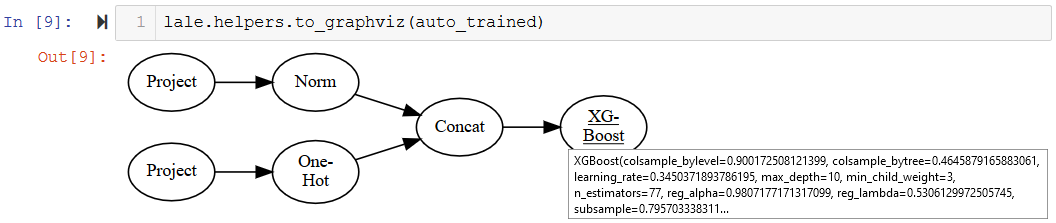 In [9]:
1 lale.helpers.to_graphviz(auto_trained)
Out[9]:
Project
Norm
Concat
XG-
Boost
Project
One-
Hot
XGBoost(colsample_bylevel=0.900172508121399, colsample_bytree=0.4645879165883061,
learning_rate=0.3450371893786195, max_depth=10, min_child_weight=3,
n_estimators=77, reg_alpha=0.9807177171317099, reg_lambda=0.5306129972505745,
subsample=0.795703338311...